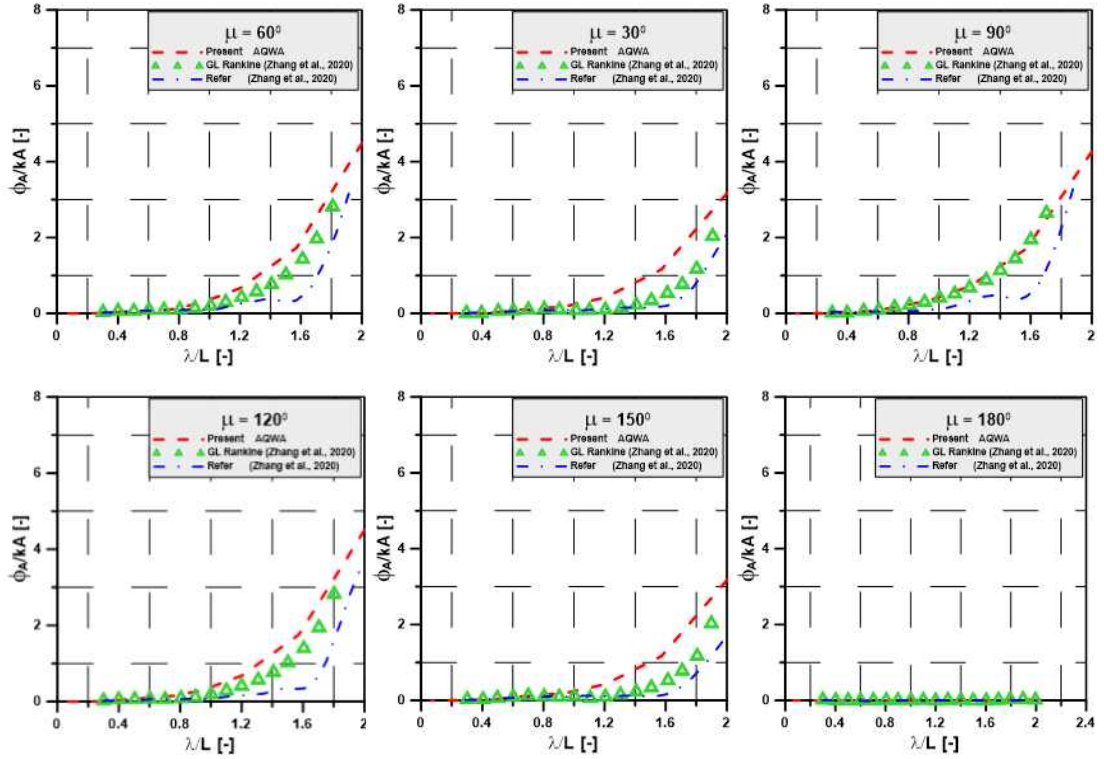 μ = 60⁰
Present AQWA
GL Rankine (Zhang et al., 2020)
Refer (Zhang et al., 2020)
8
6
4
2
0
ϕA/kA [-]
0 0.4 0.8 1.2 1.6 2
λ/L [-]
μ = 30⁰
Present AQWA
GL Rankine (Zhang et al., 2020)
Refer (Zhang et al., 2020)
8
6
4
2
0
ϕA/kA [-]
0 0.4 0.8 1.2 1.6 2
λ/L [-]
μ = 90⁰
Present AQWA
GL Rankine (Zhang et al., 2020)
Refer (Zhang et al., 2020)
8
6
4
2
0
ϕA/kA [-]
0 0.4 0.8 1.2 1.6 2
λ/L [-]
μ = 120⁰
Present AQWA
GL Rankine (Zhang et al., 2020)
Refer (Zhang et al., 2020)
8
6
4
2
0
ϕA/kA [-]
0 0.4 0.8 1.2 1.6 2
λ/L [-]
μ = 150⁰
Present AQWA
GL Rankine (Zhang et al., 2020)
Refer (Zhang et al., 2020)
8
6
4
2
0
ϕA/kA [-]
0 0.4 0.8 1.2 1.6 2
λ/L [-]
μ = 180⁰
Present AQWA
GL Rankine (Zhang et al., 2020)
Refer (Zhang et al., 2020)
8
6
4
2
0
ϕA/kA [-]
0 0.4 0.8 1.2 1.6 2 2.4
λ/L [-]